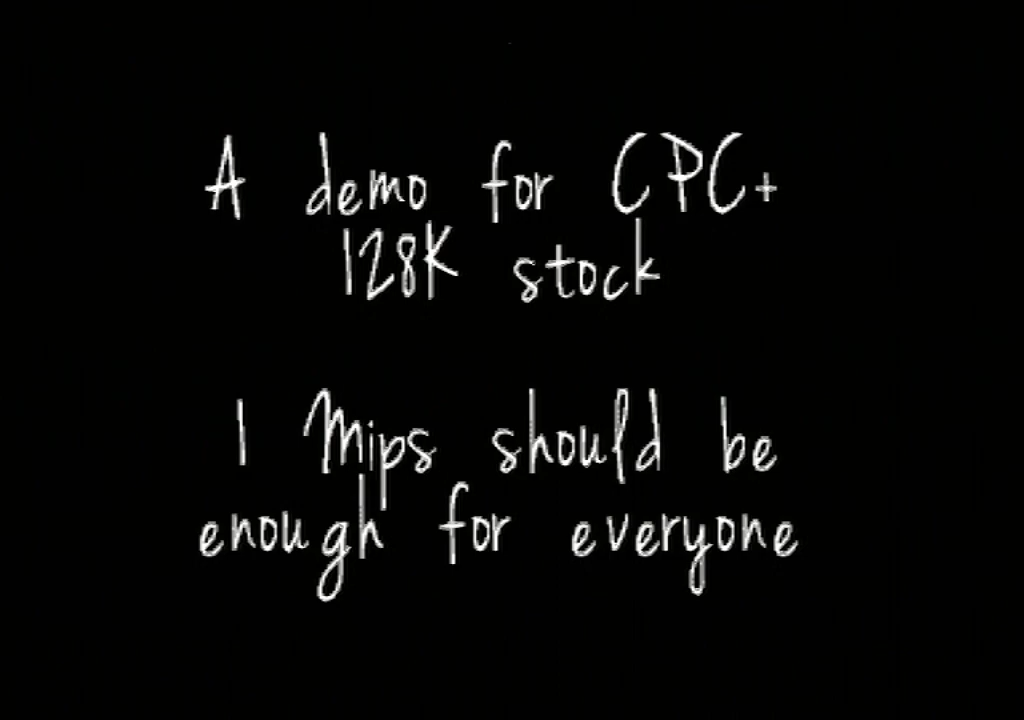 A demo for CPC+
128K stock
1 Mips should be
enough for everyone